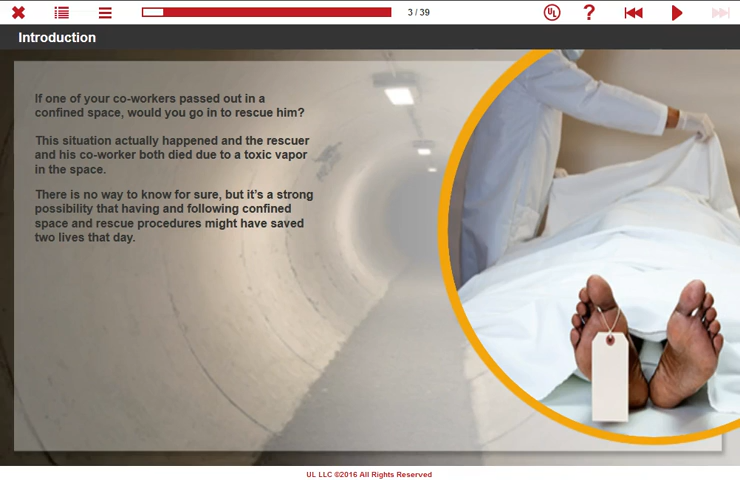 3 / 39
UL
?
Introduction
If one of your co-workers passed out in a
confined space, would you go in to rescue him?
This situation actually happened and the rescuer
and his co-worker both died due to a toxic vapor
in the space.
There is no way to know for sure, but it's a strong
possibility that having and following confined
space and rescue procedures might have saved
two lives that day.
UL LLC ©2016 All Rights Reserved